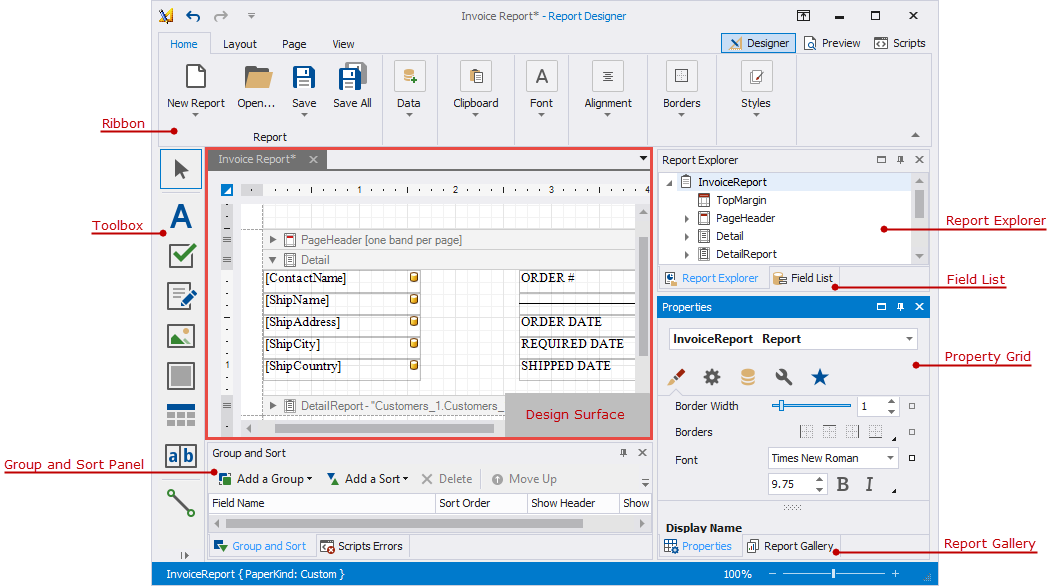 Invoice Report* - Report Designer
Home Layout Page View
Designer Preview Scripts
New Report Open... Save Save All Data Clipboard Font Alignment Borders Styles
Report
Ribbon
Toolbox
Group and Sort Panel
Invoice Report*
1 2 3 4
PageHeader [one band per page]
Detail
[ContactName] ORDER #
[ShipName]
[ShipAddress] ORDER DATE
[ShipCity] REQUIRED DATE
[ShipCountry] SHIPPED DATE
1
DetailReport - "Customers_1.Customers_
Design Surface
Group and Sort
Add a Group Add a Sort Delete Move Up
Field Name Sort Order Show Header Show
Group and Sort Scripts Errors
Report Explorer
InvoiceReport
TopMargin
PageHeader
Detail
DetailReport
Report Explorer Field List
Properties
InvoiceReport Report
Border Width 1
Borders
Font Times New Roman
9.75 B I
Display Name
Properties Report Gallery
Report Explorer
Field List
Property Grid
Report Gallery
InvoiceReport { PaperKind: Custom } 100%